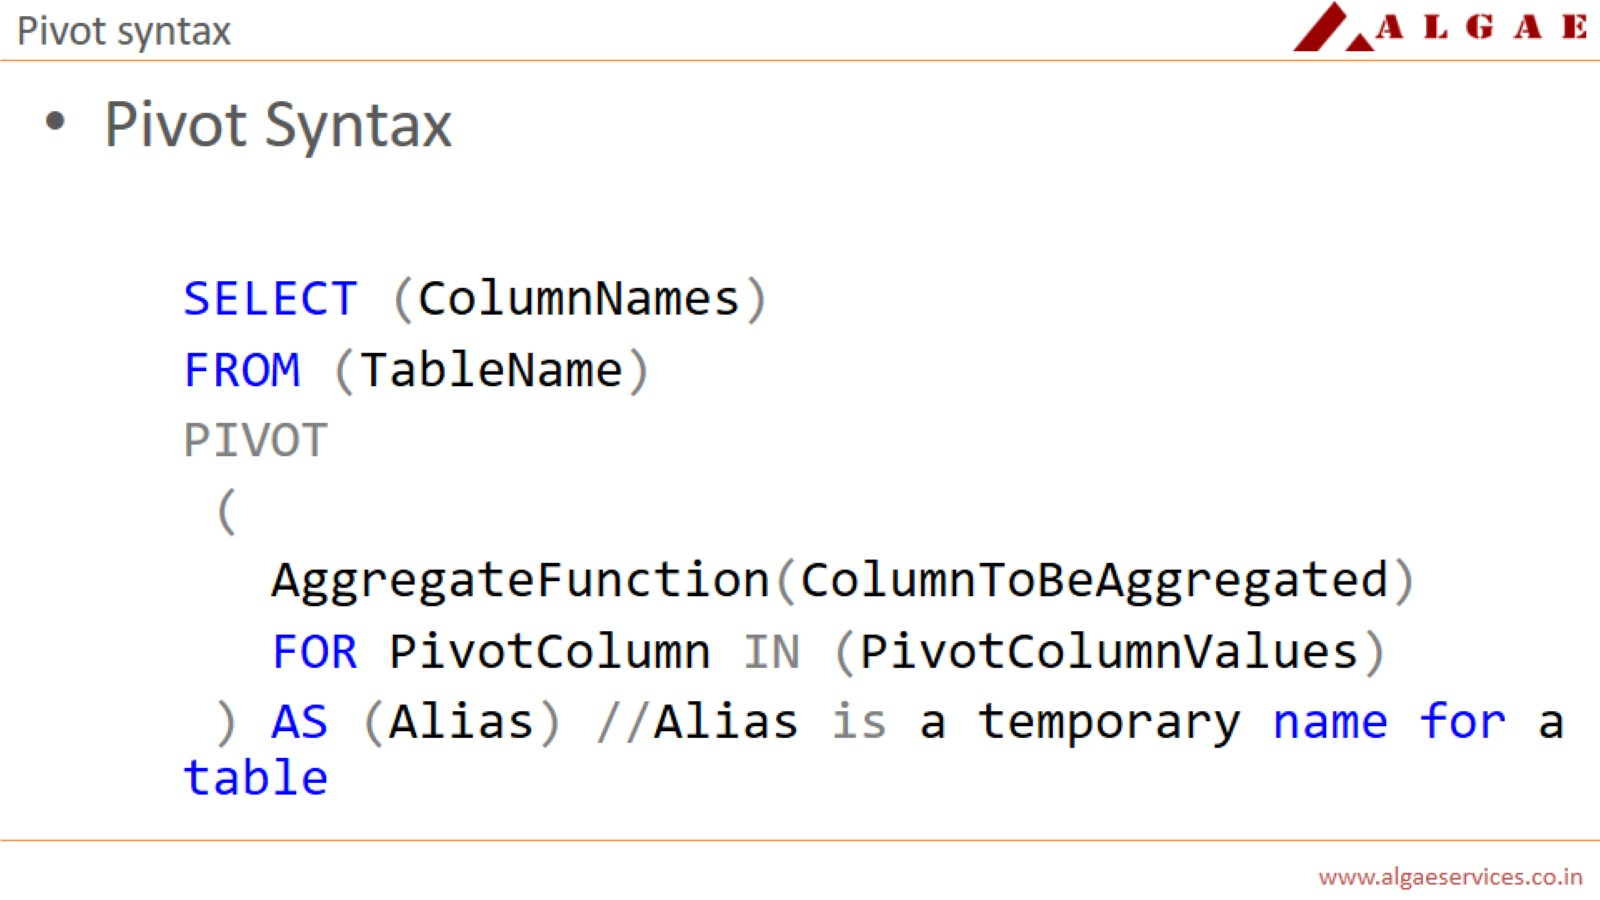 Pivot syntax
ALGAE
• Pivot Syntax
SELECT (ColumnNames)
FROM (TableName)
PIVOT
(
AggregateFunction(ColumnToBeAggregated)
FOR PivotColumn IN (PivotColumnValues)
) AS (Alias) //Alias is a temporary name for a
table
www.algaeservices.co.in